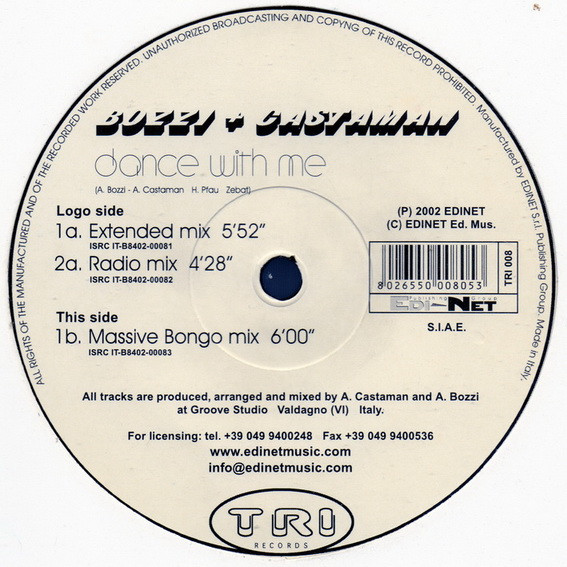 ALL RIGHTS OF THE MANUFACTURED AND OF THE RECORDED WORK RESERVED. UNAUTHORIZED BROADCASTING AND COPYNG OF THIS RECORD PROHIBITED. Manufactured by EDINET S.r.l. Publishing Group. Made in Italy.
BOZZI + CASTAMAN
dance with me
(A. Bozzi - A. Castaman H. Pfau Zebat)
Logo side
1a. Extended mix 5'52"
ISRC IT-B8402-00081
2a. Radio mix 4'28"
ISRC IT-B8402-00082
This side
1b. Massive Bongo mix 6'00"
ISRC IT-B8402-00083
(P) 2002 EDINET
(C) EDINET Ed. Mus.
8026550 008053
TRI 008
Publishing Group
EDI-NET
S.I.A.E.
All tracks are produced, arranged and mixed by A. Castaman and A. Bozzi
at Groove Studio Valdagno (VI) Italy.
For licensing: tel. +39 049 9400248 Fax +39 049 9400536
www.edinetmusic.com
info@edinetmusic.com
TRI
RECORDS